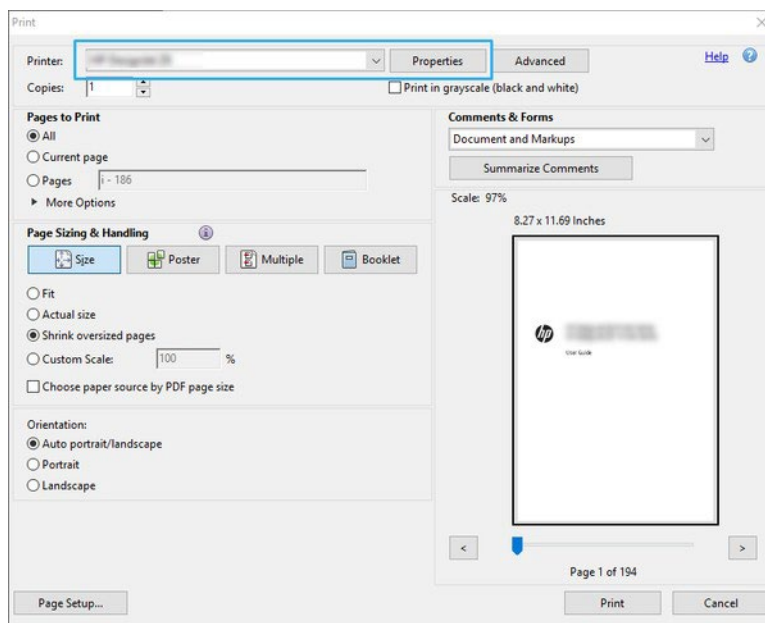 Print
Printer:
Properties
Advanced
Help
Copies:
1
Print in grayscale (black and white)
Pages to Print
All
Current page
Pages
i - 186
More Options
Comments & Forms
Document and Markups
Summarize Comments
Scale: 97%
8.27 x 11.69 Inches
Page Sizing & Handling
Size
Poster
Multiple
Booklet
Fit
Actual size
Shrink oversized pages
Custom Scale:
100
%
Choose paper source by PDF page size
hp
User Guide
Orientation:
Auto portrait/landscape
Portrait
Landscape
<
>
Page 1 of 194
Page Setup...
Print
Cancel